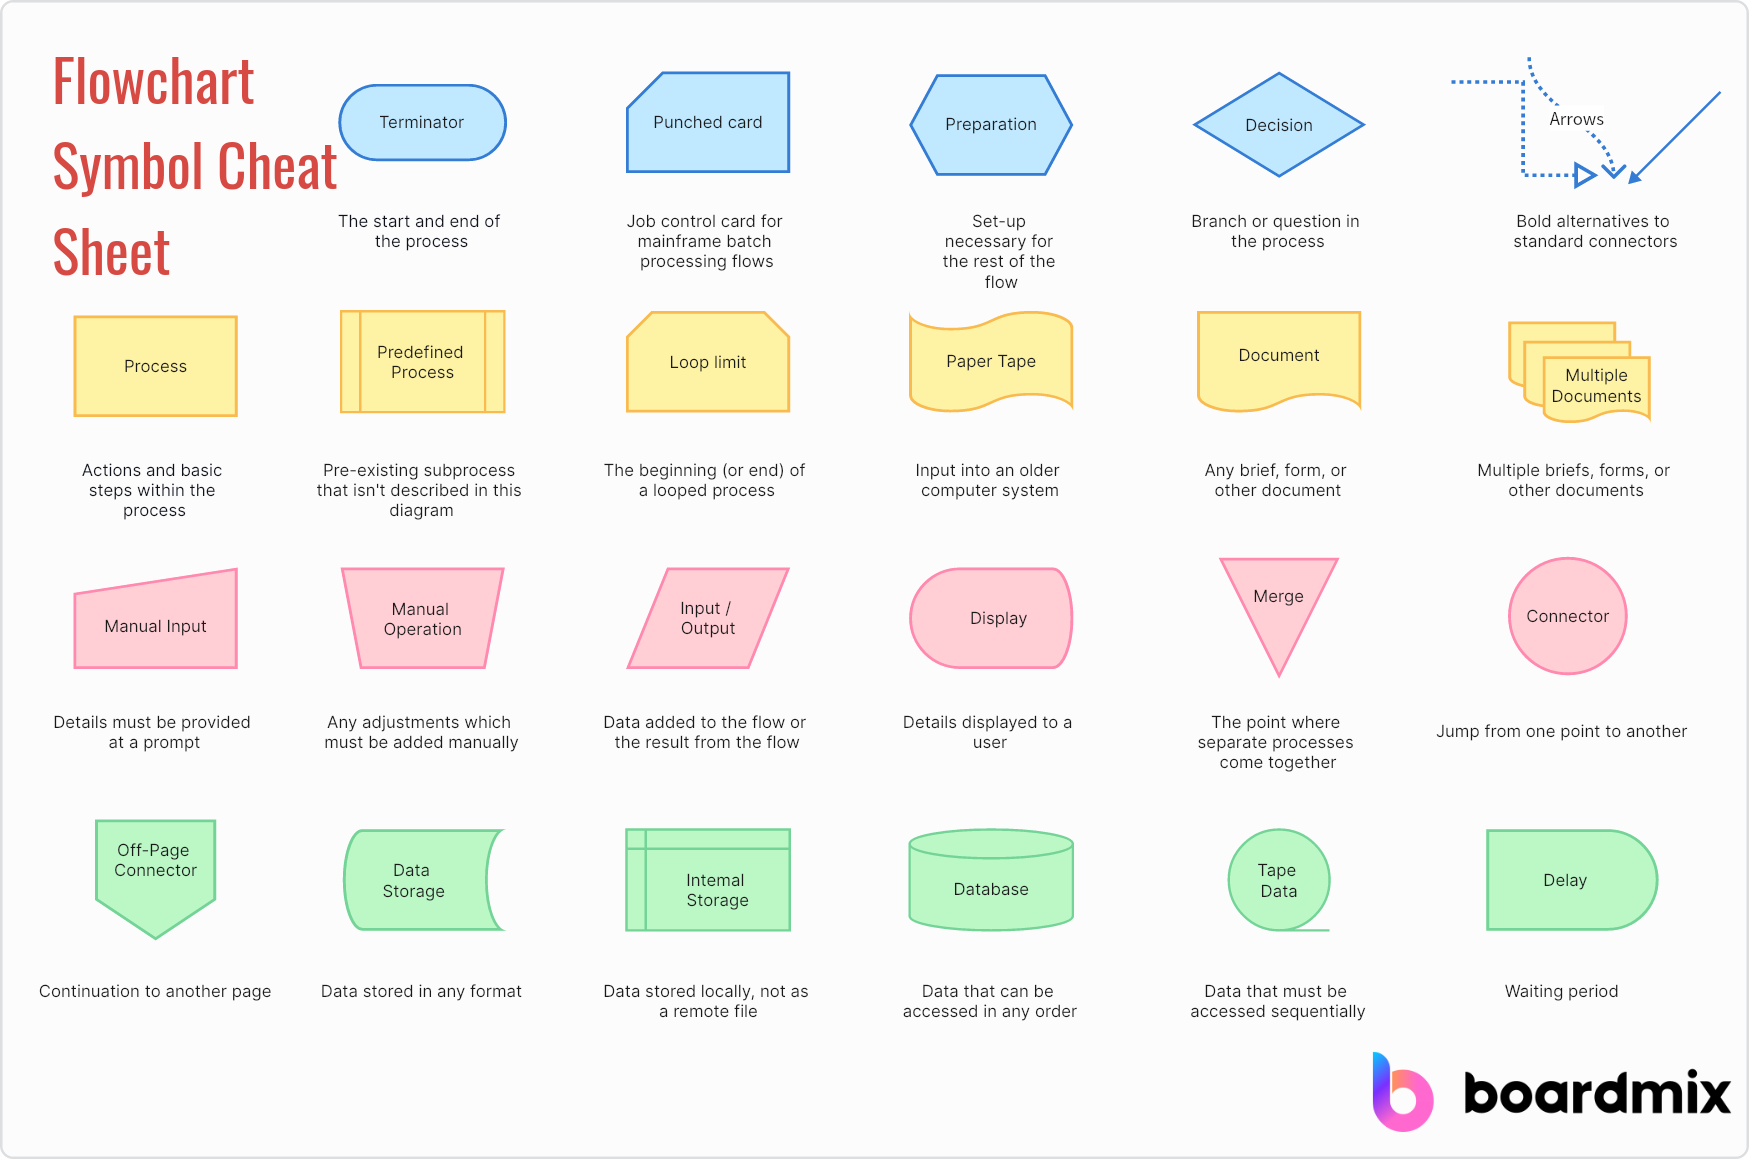 Flowchart
Symbol Cheat
Sheet
Terminator
The start and end of
the process
Punched card
Job control card for
mainframe batch
processing flows
Preparation
Set-up
necessary for
the rest of the
flow
Decision
Branch or question in
the process
Arrows
Bold alternatives to
standard connectors
Process
Actions and basic
steps within the
process
Predefined
Process
Pre-existing subprocess
that isn't described in this
diagram
Loop limit
The beginning (or end) of
a looped process
Paper Tape
Input into an older
computer system
Document
Any brief, form, or
other document
Multiple
Documents
Multiple briefs, forms, or
other documents
Manual Input
Details must be provided
at a prompt
Manual
Operation
Any adjustments which
must be added manually
Input /
Output
Data added to the flow or
the result from the flow
Display
Details displayed to a
user
Merge
The point where
separate processes
come together
Connector
Jump from one point to another
Off-Page
Connector
Continuation to another page
Data
Storage
Data stored in any format
Internal
Storage
Data stored locally, not as
a remote file
Database
Data that can be
accessed in any order
Tape
Data
Data that must be
accessed sequentially
Delay
Waiting period
boardmix